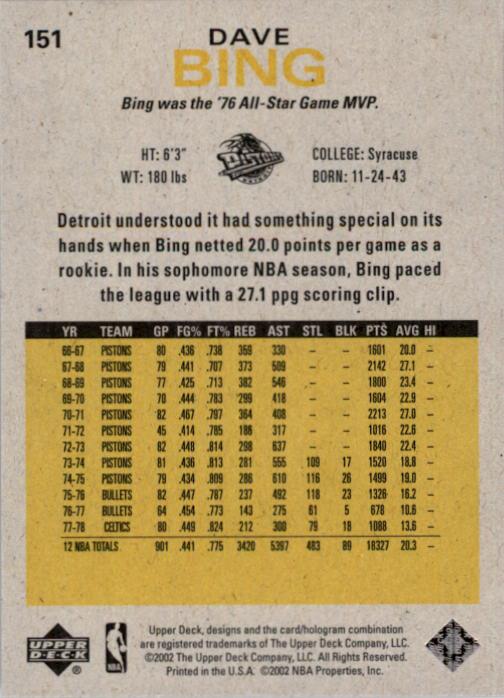 151
DAVE
BING
Bing was the '76 All-Star Game MVP.
HT: 6'3"
WT: 180 lbs
PISTONS
COLLEGE: Syracuse
BORN: 11-24-43
Detroit understood it had something special on its
hands when Bing netted 20.0 points per game as a
rookie. In his sophomore NBA season, Bing paced
the league with a 27.1 ppg scoring clip.
YR TEAM GP FG% FT% REB AST STL BLK PTS AVG HI
66-67 PISTONS 80 .436 .738 359 330 – – 1601 20.0 –
67-68 PISTONS 79 .441 .707 373 509 – – 2142 27.1 –
68-69 PISTONS 77 .425 .713 382 546 – – 1800 23.4 –
69-70 PISTONS 70 .444 .783 299 418 – – 1604 22.9 –
70-71 PISTONS 82 .467 .797 364 408 – – 2213 27.0 –
71-72 PISTONS 45 .414 .785 186 317 – – 1016 22.6 –
72-73 PISTONS 82 .448 .814 298 637 – – 1840 22.4 –
73-74 PISTONS 81 .436 .813 281 555 109 17 1520 18.8 –
74-75 PISTONS 79 .434 .809 286 610 116 26 1499 19.0 –
75-76 BULLETS 82 .447 .787 237 492 118 23 1326 16.2 –
76-77 BULLETS 64 .454 .773 143 275 61 5 678 10.6 –
77-78 CELTICS 80 .449 .824 212 300 79 18 1088 13.6 –
12 NBA TOTALS 901 .441 .775 3420 5397 483 89 18327 20.3 –
UPPER
DECK
®
NBA
Upper Deck, designs and the card/hologram combination
are registered trademarks of The Upper Deck Company, LLC.
©2002 The Upper Deck Company, LLC. All Rights Reserved.
Printed in the U.S.A. ©2002 NBA Properties, Inc.